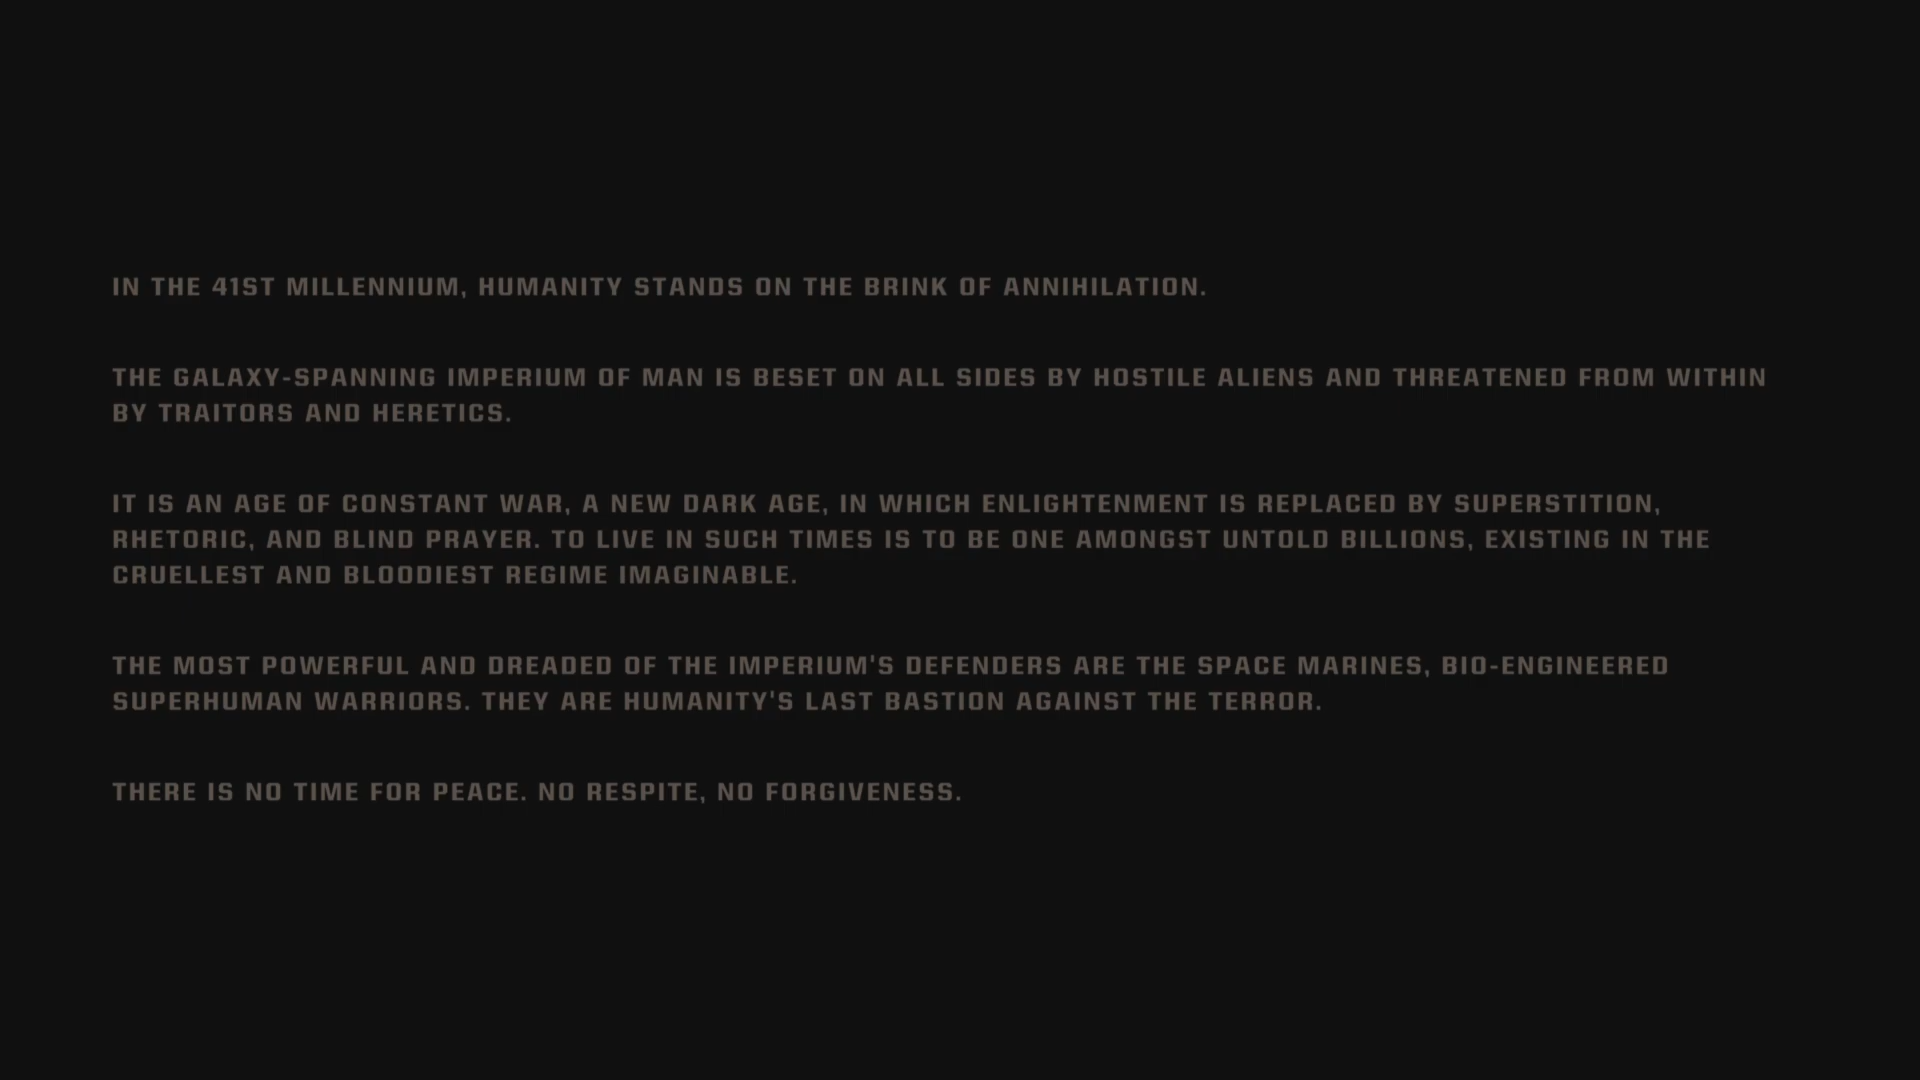 IN THE 41ST MILLENNIUM, HUMANITY STANDS ON THE BRINK OF ANNIHILATION.
THE GALAXY-SPANNING IMPERIUM OF MAN IS BESET ON ALL SIDES BY HOSTILE ALIENS AND THREATENED FROM WITHIN
BY TRAITORS AND HERETICS.
IT IS AN AGE OF CONSTANT WAR, A NEW DARK AGE, IN WHICH ENLIGHTENMENT IS REPLACED BY SUPERSTITION,
RHETORIC, AND BLIND PRAYER. TO LIVE IN SUCH TIMES IS TO BE ONE AMONGST UNTOLD BILLIONS, EXISTING IN THE
CRUELLEST AND BLOODIEST REGIME IMAGINABLE.
THE MOST POWERFUL AND DREADED OF THE IMPERIUM'S DEFENDERS ARE THE SPACE MARINES, BIO-ENGINEERED
SUPERHUMAN WARRIORS. THEY ARE HUMANITY'S LAST BASTION AGAINST THE TERROR.
THERE IS NO TIME FOR PEACE. NO RESPITE, NO FORGIVENESS.